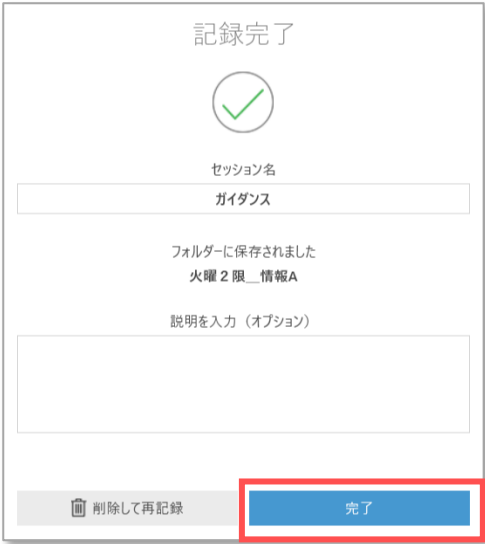 記録完了
セッション名
ガイダンス
フォルダーに保存されました
火曜２限__情報A
説明を入力（オプション）
削除して再記録
完了